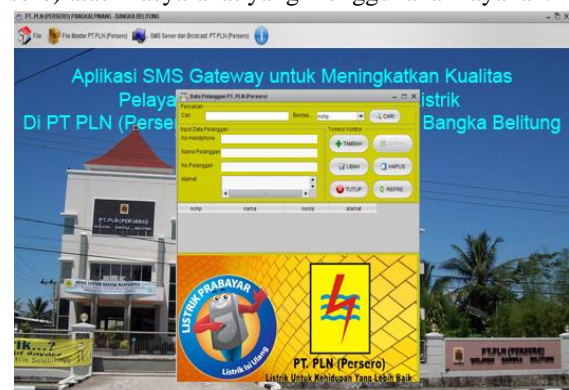 PT. PLN (PERSERO) PANGKALPINANG - BANGKA BELITUNG
File
File Master PT.PLN (Persero)
SMS Server dan Brodcast PT.PLN (Persero)
Aplikasi SMS Gateway untuk Meningkatkan Kualitas
Pelaya
istrik
Di PT PLN (Perse
Bangka Belitung
Data Pelanggan PT. PLN (Persero)
Pencarian
Cari
Berdas..
nohp
CARI
Input Data Pelanggan
Tombol Kontrol
No Handphone
Nama Pelanggan
No Pelanggan
Alamat
TAMBAH
UBAH
HAPUS
TUTUP
REFRE..
nohp
nama
alamat
PT.PLN (PERSERO)
LISTRIK PRABAYAR
Listrik Isi Ulang
PT. PLN (Persero)
Listrik Untuk Kehidupan Yang Lebih Baik
PT.PLN (PERSERO)